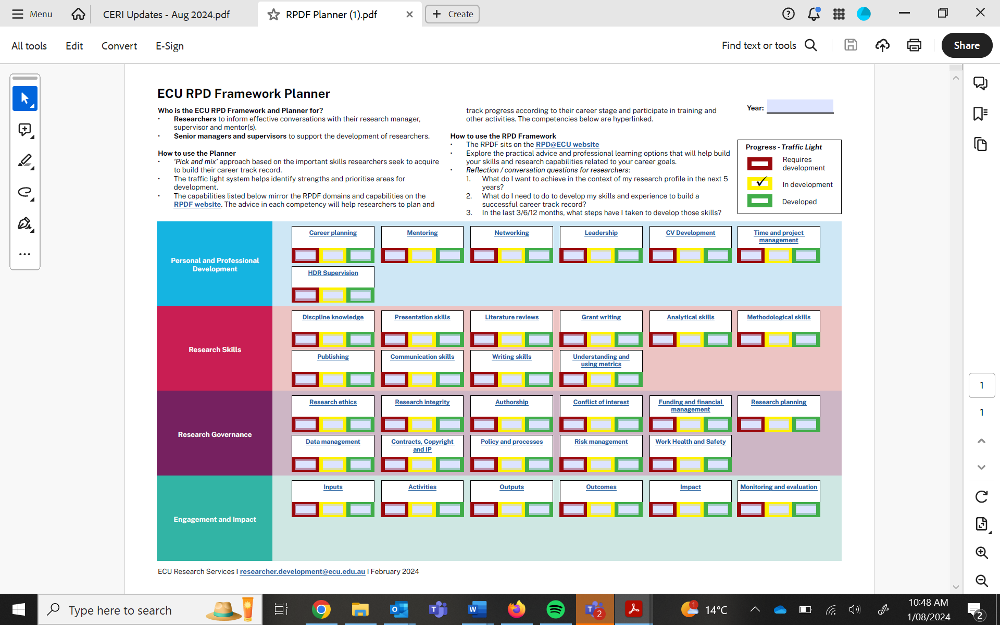 Menu
CERI Updates - Aug 2024.pdf
RPDF Planner (1).pdf
Create
All tools
Edit
Convert
E-Sign
Find text or tools
Share
ECU RPD Framework Planner
Who is the ECU RPD Framework and Planner for?
• Researchers to inform effective conversations with their research manager,
supervisor and mentor(s).
• Senior managers and supervisors to support the development of researchers.
How to use the Planner
• ‘Pick and mix’ approach based on the important skills researchers seek to acquire
to build their career track record.
• The traffic light system helps identify strengths and prioritise areas for
development.
• The capabilities listed below mirror the RPDF domains and capabilities on the
RPDF website. The advice in each competency will help researchers to plan and
track progress according to their career stage and participate in training and
other activities. The competencies below are hyperlinked.
How to use the RPD Framework
• The RPDF sits on the RPD@ECU website
• Explore the practical advice and professional learning options that will help build
your skills and research capabilities related to your career goals.
• Reflection / conversation questions for researchers:
1. What do I want to achieve in the context of my research profile in the next 5
years?
2. What do I need to do to develop my skills and experience to build a
successful career track record?
3. In the last 3/6/12 months, what steps have I taken to develop those skills?
Year:
Progress - Traffic Light
Requires
development
In development
Developed
Personal and Professional
Development
Career planning
Mentoring
Networking
Leadership
CV Development
Time and project
management
HDR Supervision
Research Skills
Discpline knowledge
Presentation skills
Literature reviews
Grant writing
Analytical skills
Methodological skills
Publishing
Communication skills
Writing skills
Understanding and
using metrics
Research Governance
Research ethics
Research integrity
Authorship
Conflict of interest
Funding and financial
management
Research planning
Data management
Contracts, Copyright
and IP
Policy and processes
Risk management
Work Health and Safety
Engagement and Impact
Inputs
Activities
Outputs
Outcomes
Impact
Monitoring and evaluation
ECU Research Services I researcher.development@ecu.edu.au I February 2024
1
1
Type here to search
2
1
14°C
10:48 AM
1/08/2024
2